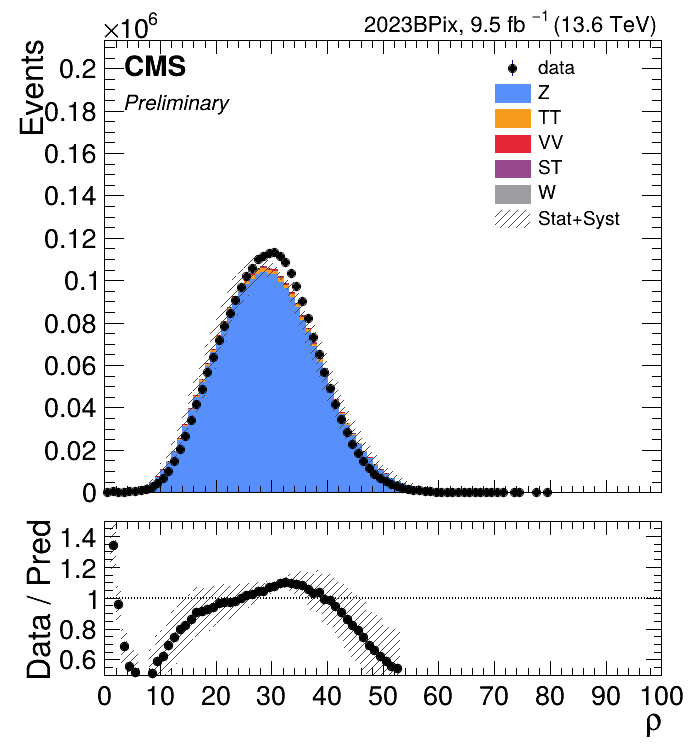 ×10⁶
2023BPix, 9.5 fb ⁻¹ (13.6 TeV)
Events
CMS
Preliminary
data
Z
TT
VV
ST
W
Stat+Syst
0.2
0.18
0.16
0.14
0.12
0.1
0.08
0.06
0.04
0.02
0
Data / Pred
1.4
1.2
1
0.8
0.6
0 10 20 30 40 50 60 70 80 90 100
ρ